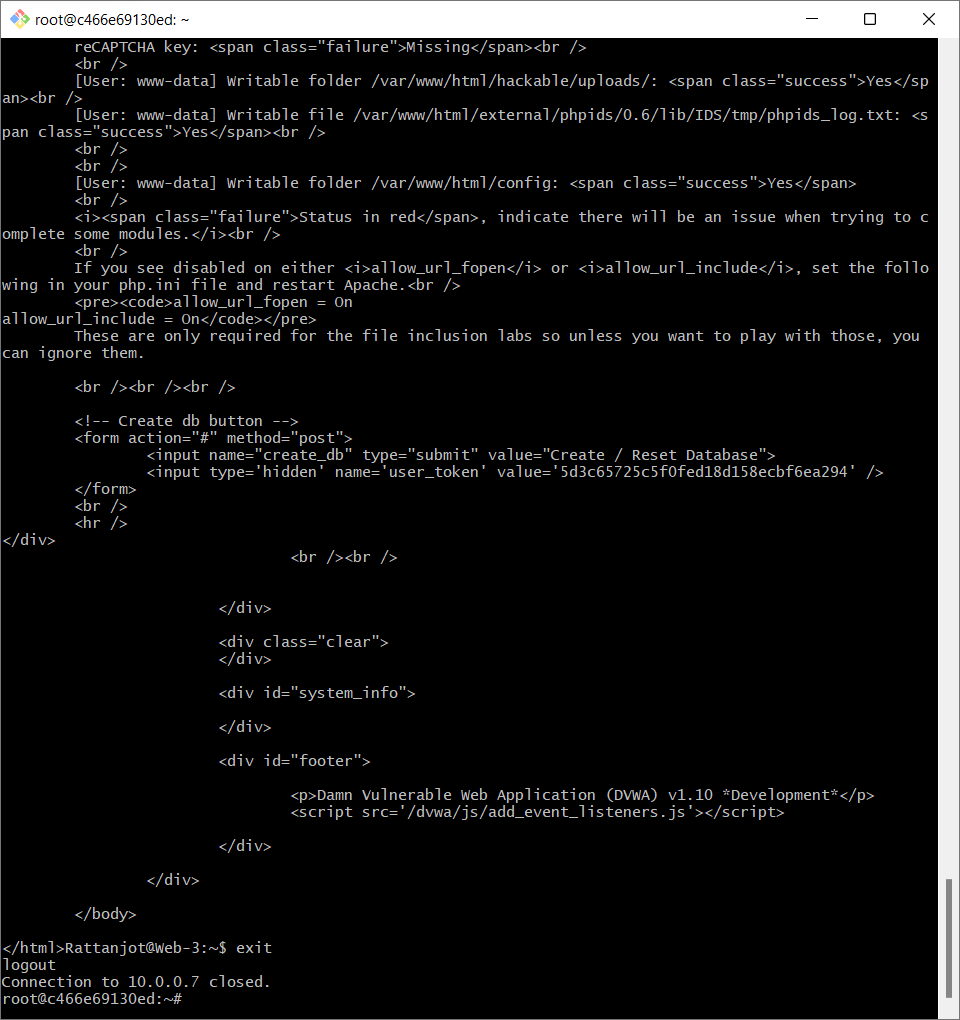 root@c466e69130ed: ~
reCAPTCHA key: <span class="failure">Missing</span><br />
<br />
[User: www-data] Writable folder /var/www/html/hackable/uploads/: <span class="success">Yes</sp
an><br />
[User: www-data] Writable file /var/www/html/external/phpids/0.6/lib/IDS/tmp/phpids_log.txt: <s
pan class="success">Yes</span><br />
<br />
<br />
[User: www-data] Writable folder /var/www/html/config: <span class="success">Yes</span>
<br />
<i><span class="failure">Status in red</span>, indicate there will be an issue when trying to c
omplete some modules.</i><br />
<br />
If you see disabled on either <i>allow_url_fopen</i> or <i>allow_url_include</i>, set the follo
wing in your php.ini file and restart Apache.<br />
<pre><code>allow_url_fopen = On
allow_url_include = On</code></pre>
These are only required for the file inclusion labs so unless you want to play with those, you
can ignore them.
<br /><br /><br />
<!-- Create db button -->
<form action="#" method="post">
<input name="create_db" type="submit" value="Create / Reset Database">
<input type='hidden' name='user_token' value='5d3c65725c5f0fed18d158ecbf6ea294' />
</form>
<br />
<hr />
</div>
<br /><br />
</div>
<div class="clear">
</div>
<div id="system_info">
</div>
<div id="footer">
<p>Damn Vulnerable Web Application (DVWA) v1.10 *Development*</p>
<script src='/dvwa/js/add_event_listeners.js'></script>
</div>
</div>
</body>
</html>Rattanjot@Web-3:~$ exit
logout
Connection to 10.0.0.7 closed.
root@c466e69130ed:~#